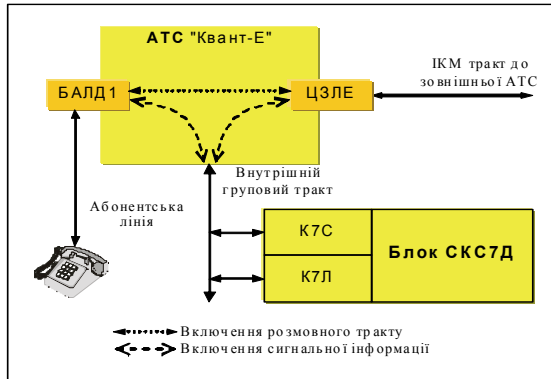 АТС "Квант-Е"
ІКМ тракт до
зовнішньої АТС
БАЛД1
ЦЗЛЕ
Внутрішній
груповий тракт
Абонентська
лінія
К7С
К7Л
Блок СКС7Д
Включення розмовного тракту
Включення сигнальної інформації